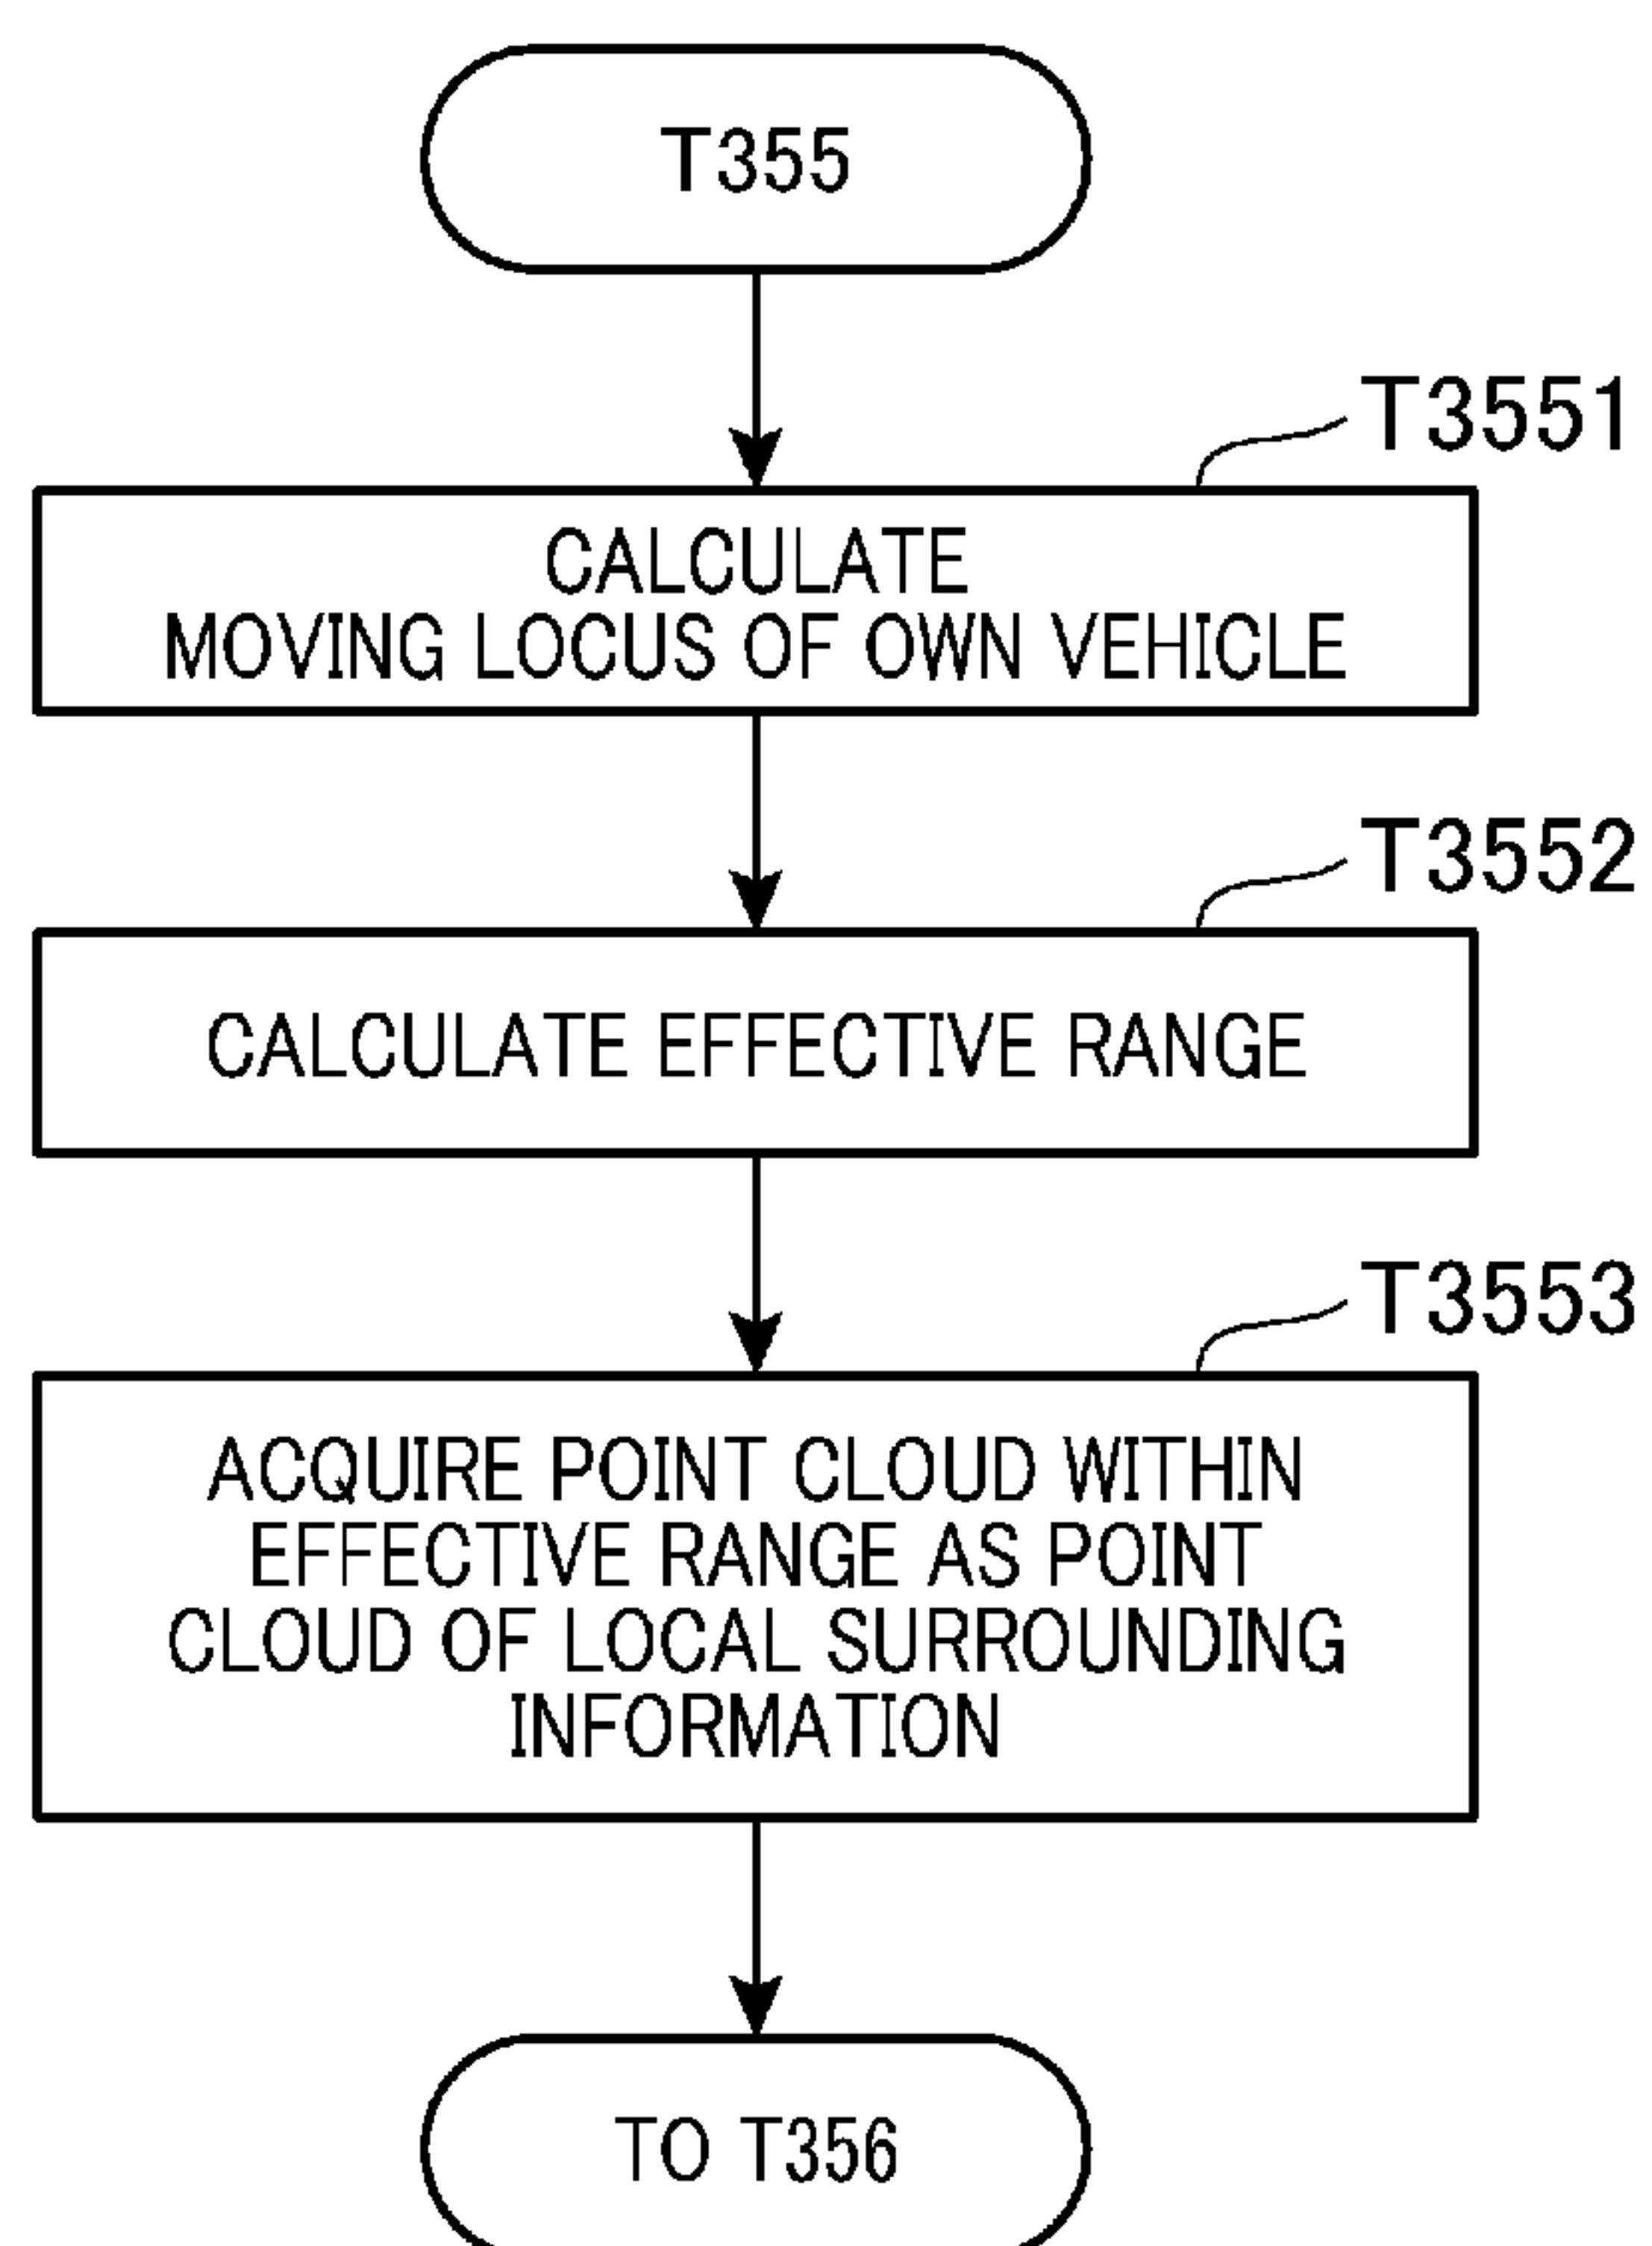 T355
T3551
CALCULATE
MOVING LOCUS OF OWN VEHICLE
T3552
CALCULATE EFFECTIVE RANGE
T3553
ACQUIRE POINT CLOUD WITHIN
EFFECTIVE RANGE AS POINT
CLOUD OF LOCAL SURROUNDING
INFORMATION
TO T356